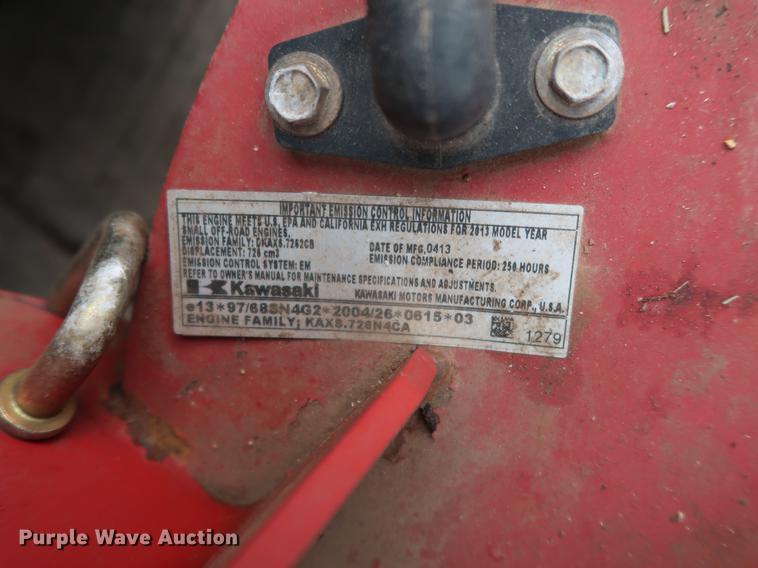 IMPORTANT EMISSION CONTROL INFORMATION
THIS ENGINE MEETS U.S. EPA AND CALIFORNIA EXH REGULATIONS FOR 2013 MODEL YEAR
SMALL OFF-ROAD ENGINES.
EMISSION FAMILY: DKAXS.7262CB DATE OF MFG.0413
DISPLACEMENT: 726 cm3 EMISSION COMPLIANCE PERIOD: 250 HOURS
EMISSION CONTROL SYSTEM: EM
REFER TO OWNER'S MANUAL FOR MAINTENANCE SPECIFICATIONS AND ADJUSTMENTS.
Kawasaki KAWASAKI MOTORS MANUFACTURING CORP., U.S.A.
e13*97/68SN4G2*2004/26*0615*03
ENGINE FAMILY; KAXS.726N4CA 1279
Purple Wave Auction